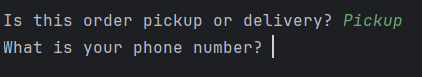 Is this order pickup or delivery? Pickup
What is your phone number?